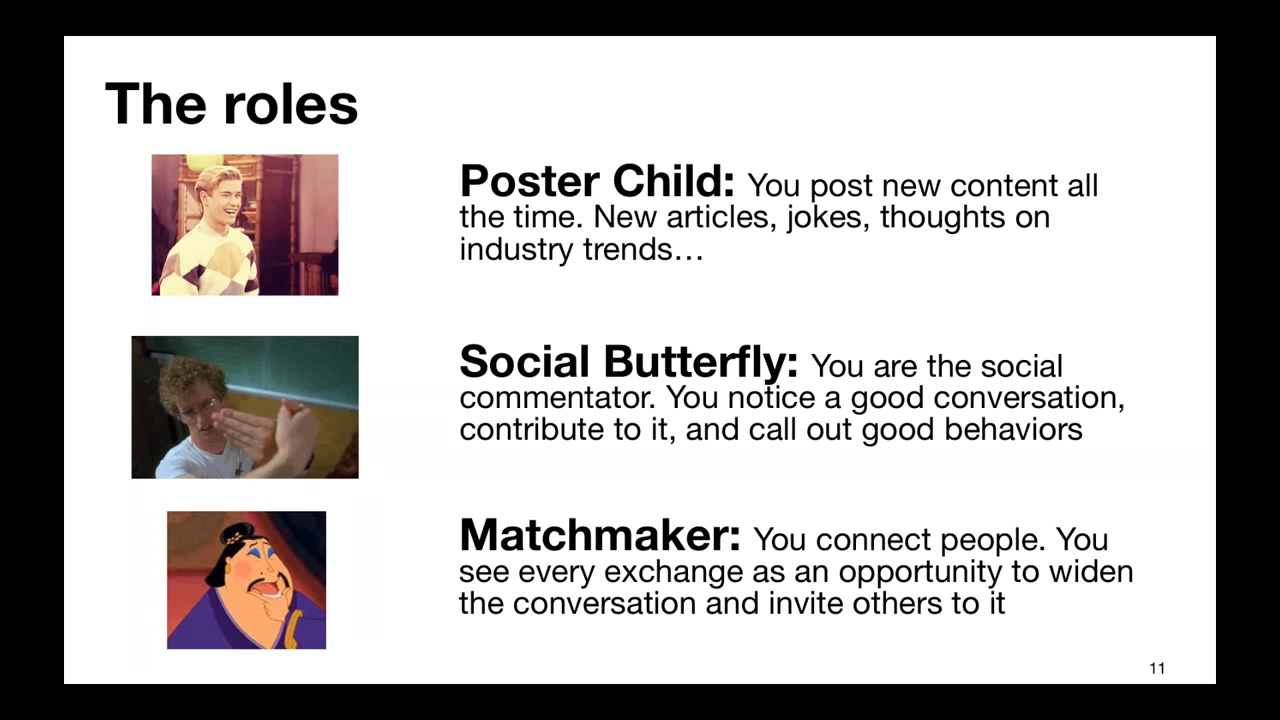 The roles
Poster Child: You post new content all
the time. New articles, jokes, thoughts on
industry trends…
Social Butterfly: You are the social
commentator. You notice a good conversation,
contribute to it, and call out good behaviors
Matchmaker: You connect people. You
see every exchange as an opportunity to widen
the conversation and invite others to it
11